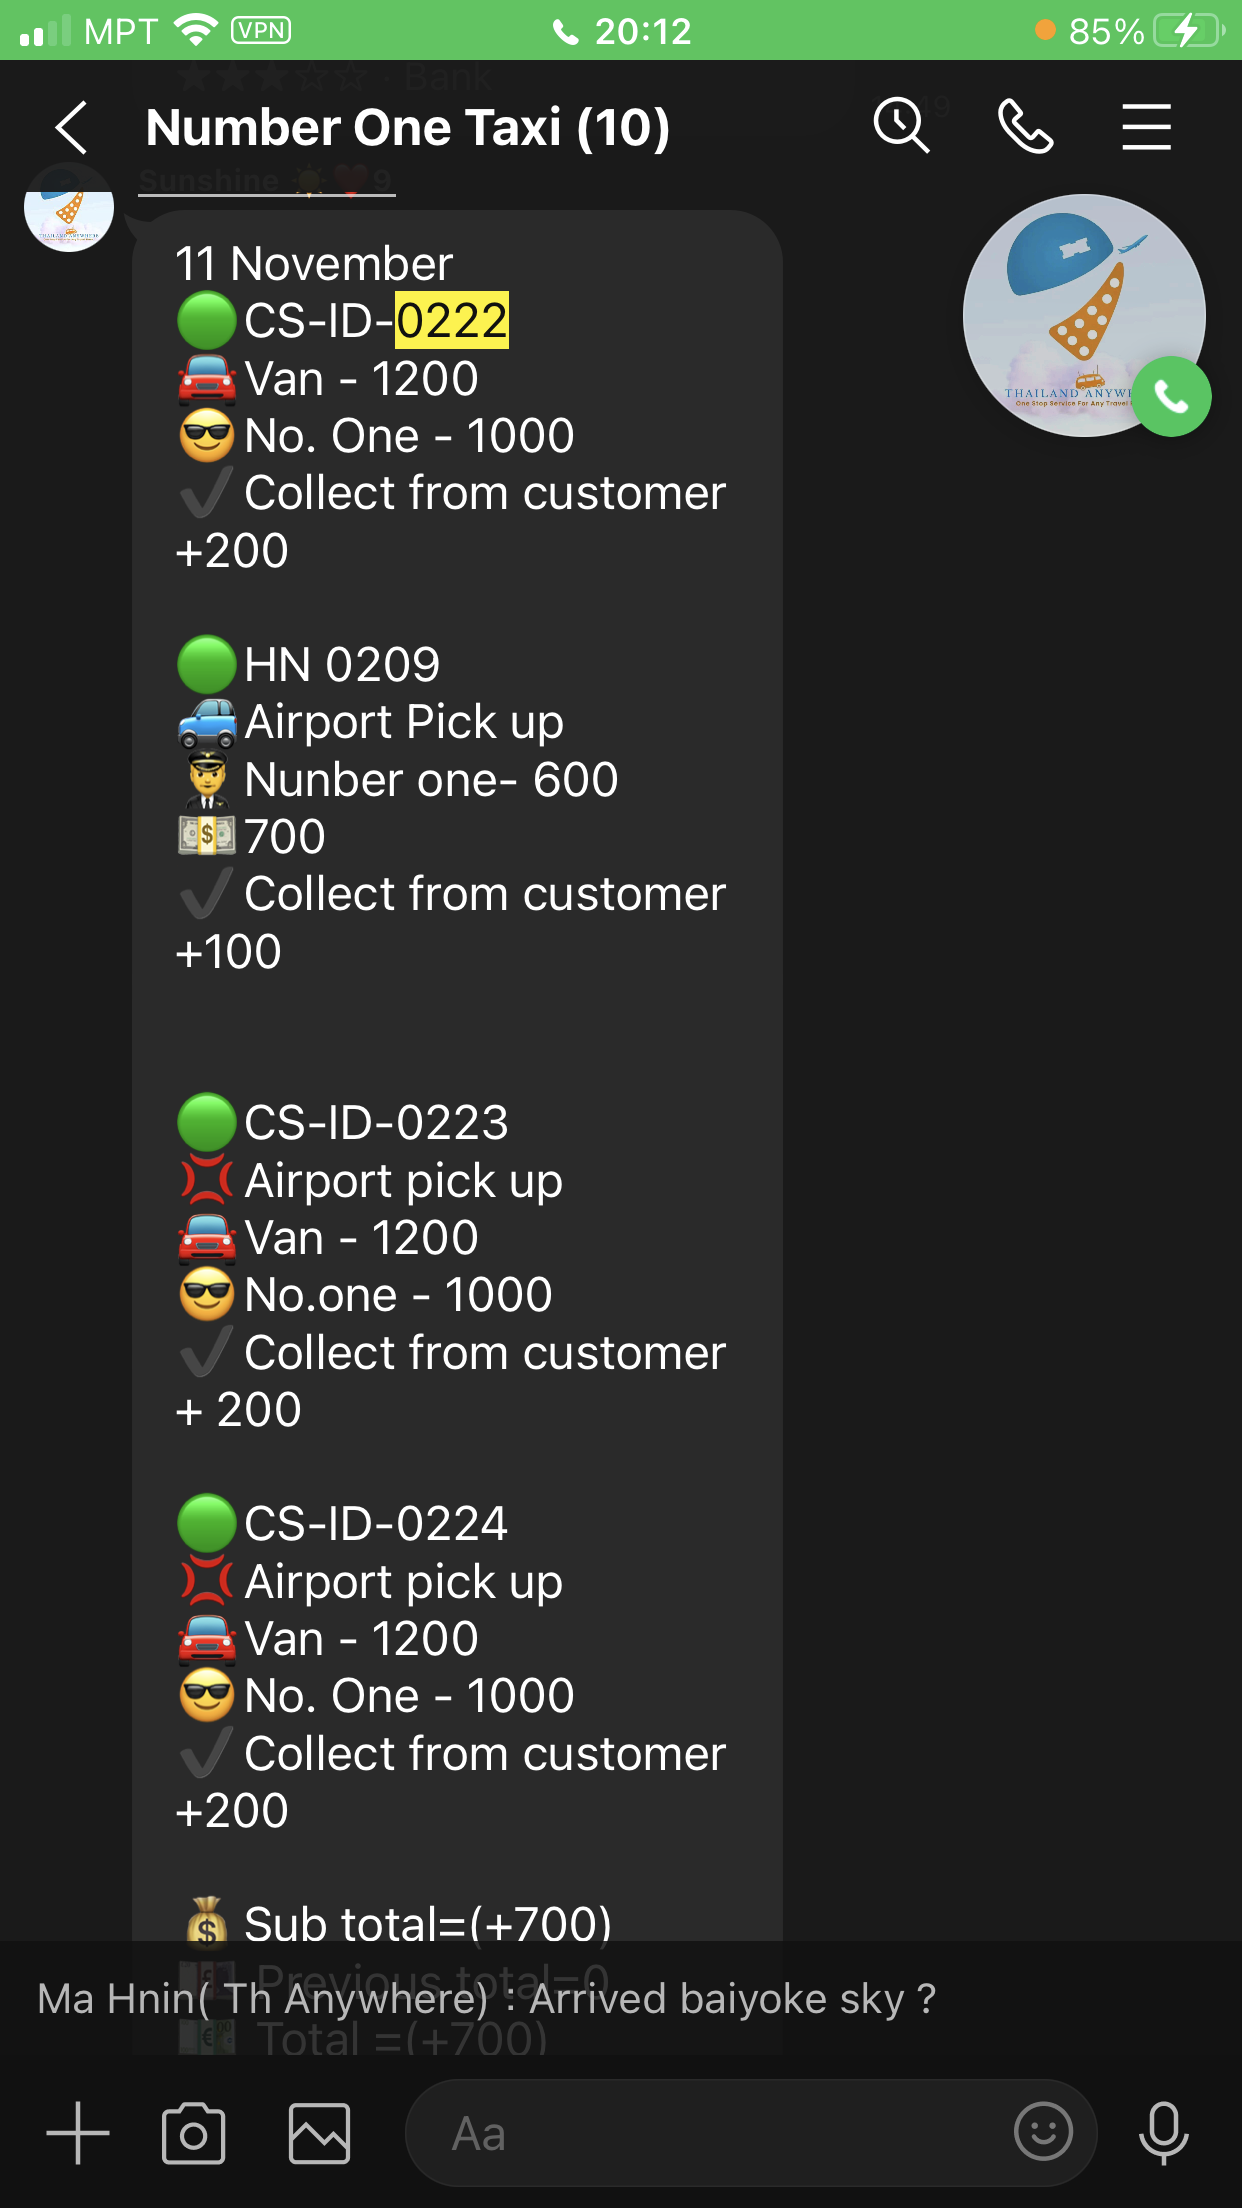 MPT VPN 20:12 85%
Bank
Number One Taxi (10)
Sunshine ☀️❤️9
11 November
🟢CS-ID-0222
🚘Van - 1200
😎No. One - 1000
✔️Collect from customer
+200
🟢HN 0209
🚙Airport Pick up
👨‍✈️Nunber one- 600
💵700
✔️Collect from customer
+100
🟢CS-ID-0223
💢Airport pick up
🚘Van - 1200
😎No.one - 1000
✔️Collect from customer
+ 200
🟢CS-ID-0224
💢Airport pick up
🚘Van - 1200
😎No. One - 1000
✔️Collect from customer
+200
💰Sub total=(+700)
Previous total=0
💶 Total =(+700)
Ma Hnin( Th Anywhere) : Arrived baiyoke sky ?
Aa
THAILAND ANYW
One Stop Service For Any Travel